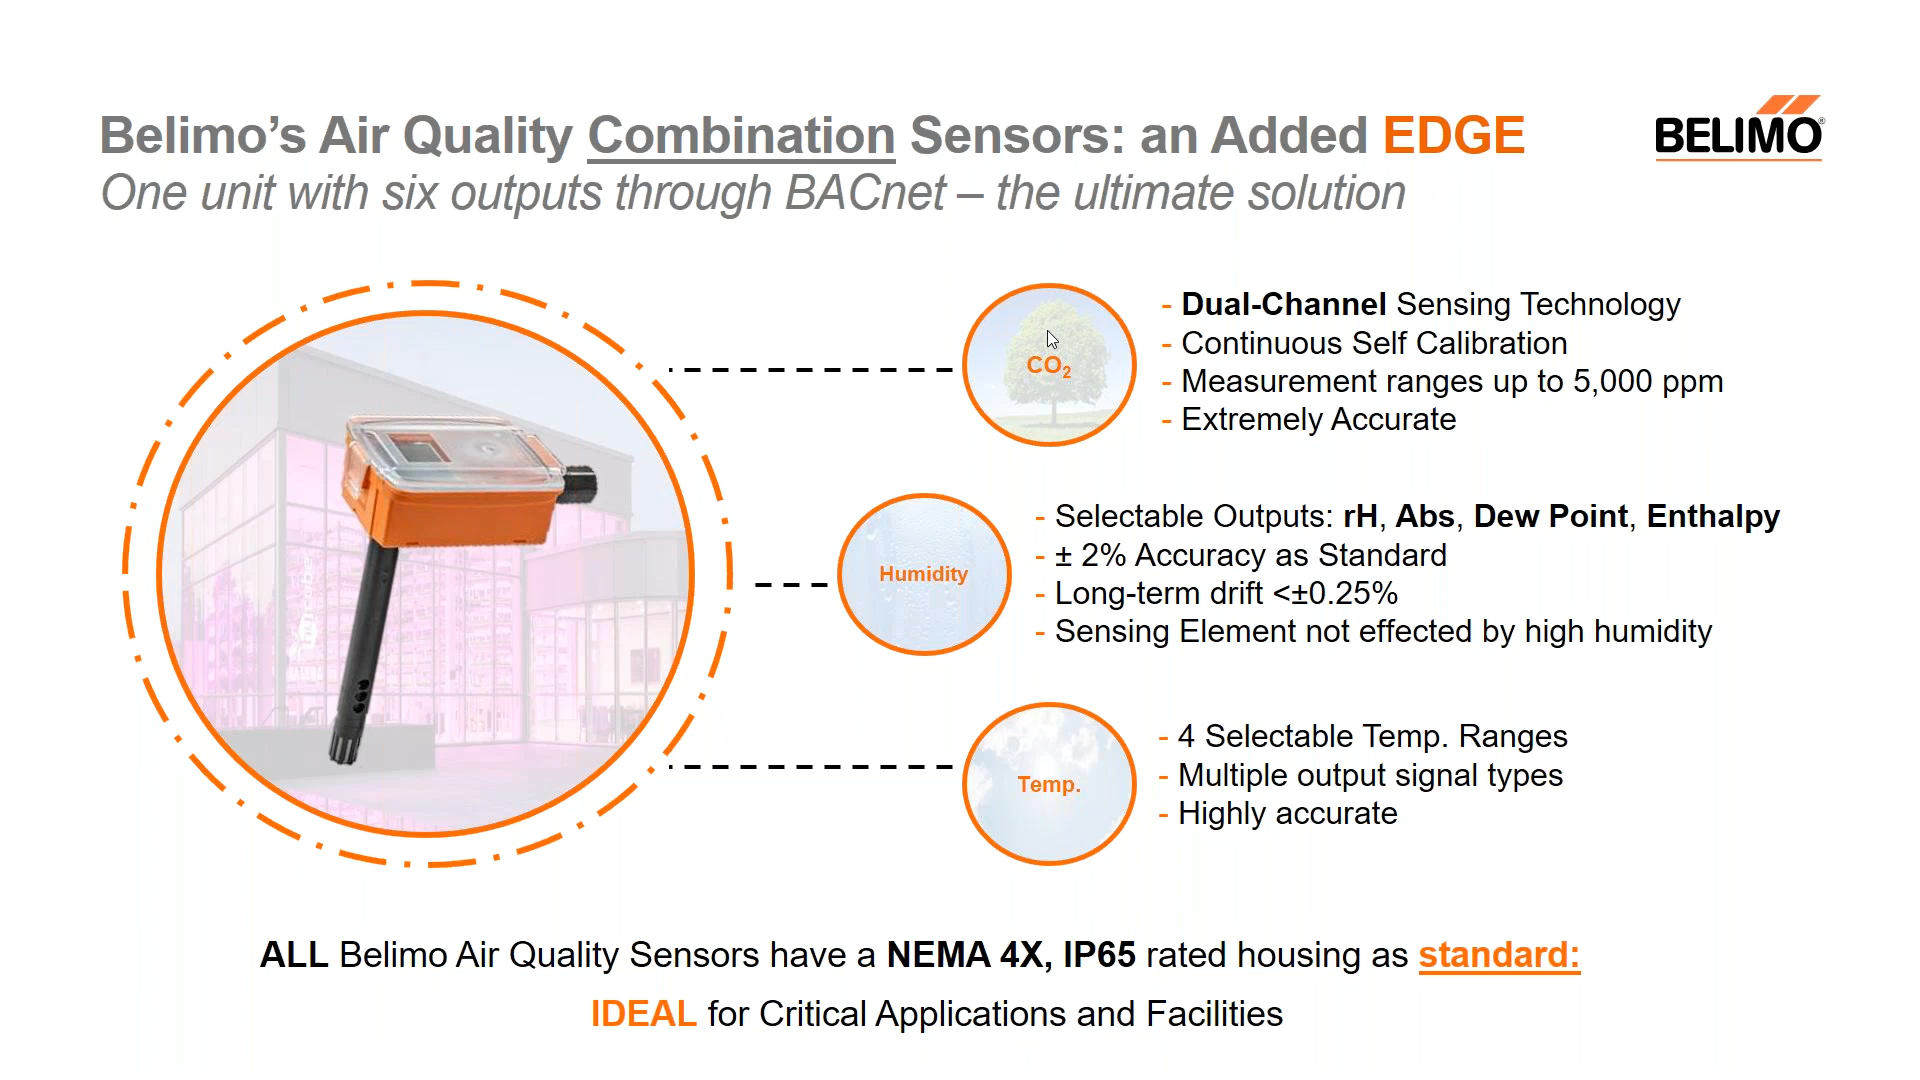 Belimo’s Air Quality Combination Sensors: an Added EDGE
One unit with six outputs through BACnet – the ultimate solution
BELIMO®
CO2
- Dual-Channel Sensing Technology
- Continuous Self Calibration
- Measurement ranges up to 5,000 ppm
- Extremely Accurate
Humidity
- Selectable Outputs: rH, Abs, Dew Point, Enthalpy
- ± 2% Accuracy as Standard
- Long-term drift <±0.25%
- Sensing Element not effected by high humidity
Temp.
- 4 Selectable Temp. Ranges
- Multiple output signal types
- Highly accurate
ALL Belimo Air Quality Sensors have a NEMA 4X, IP65 rated housing as standard:
IDEAL for Critical Applications and Facilities